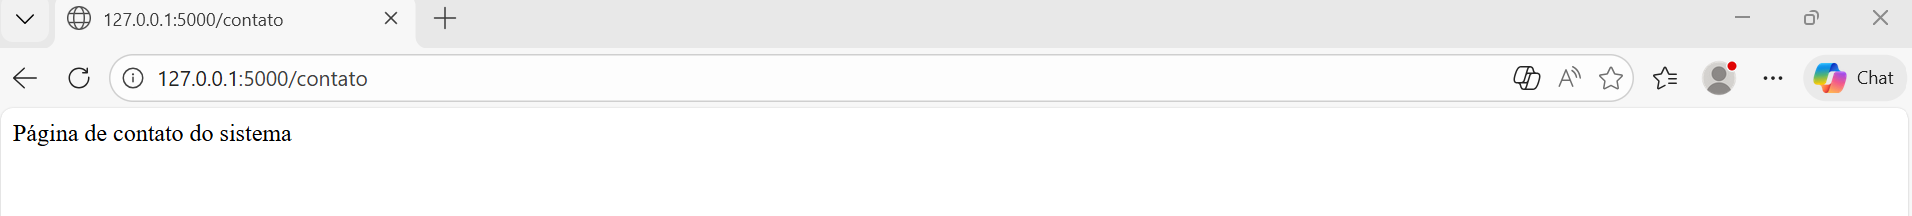 127.0.0.1:5000/contato
127.0.0.1:5000/contato
Chat
Página de contato do sistema